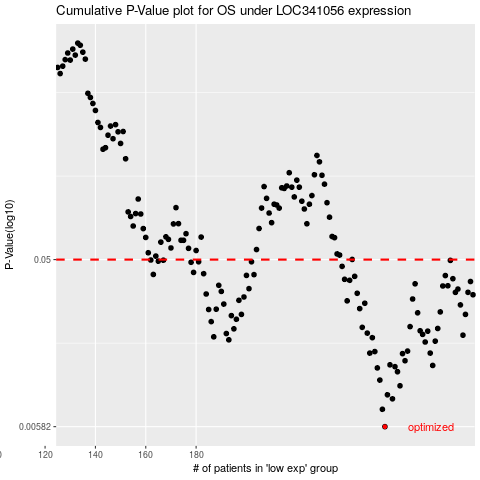 Cumulative P-Value plot for OS under LOC341056 expression
P-Value(log10)
0.05
0.00582
optimized
0 120 140 160 180
# of patients in 'low exp' group